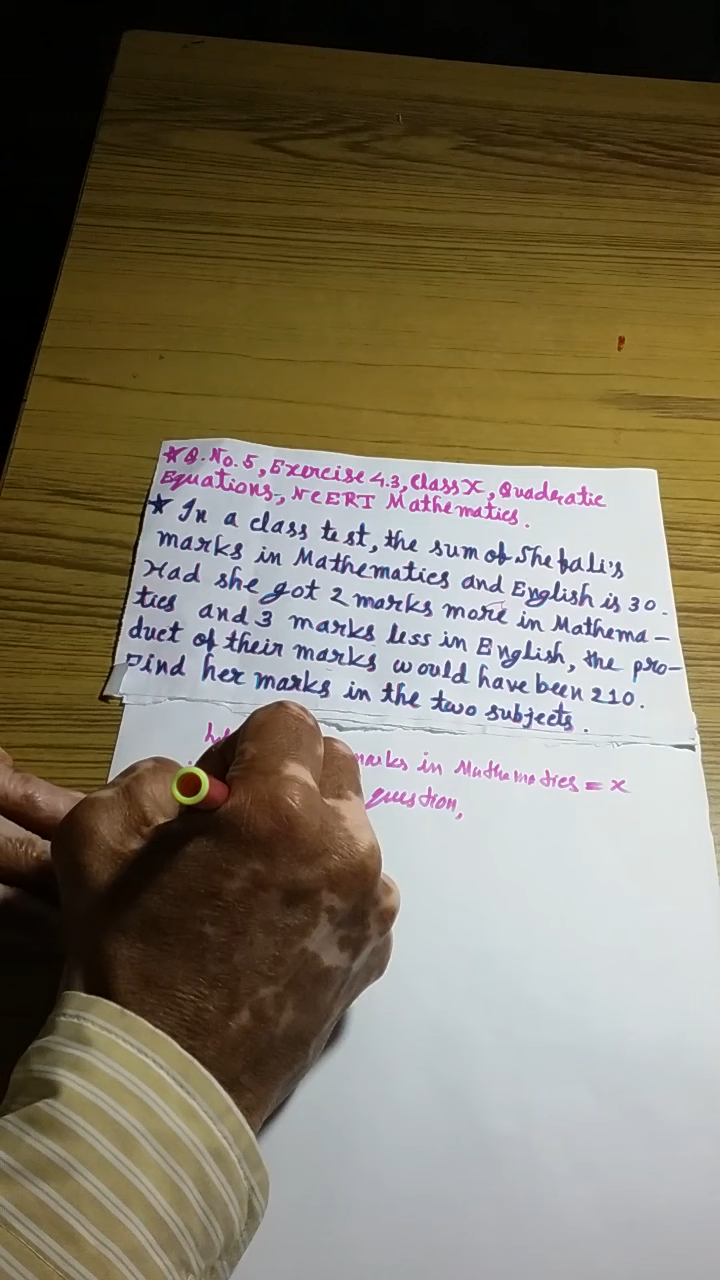 ★Q.No.5, Exercise 4.3, Class X, Quadratic
Equations, NCERT Mathematics.
★ In a class test, the sum of Shefali's
marks in Mathematics and English is 30.
Had she got 2 marks more in Mathema-
tics and 3 marks less in English, the pro-
duct of their marks would have been 210.
Find her marks in the two subjects.
marks in Mathematics = x
question,